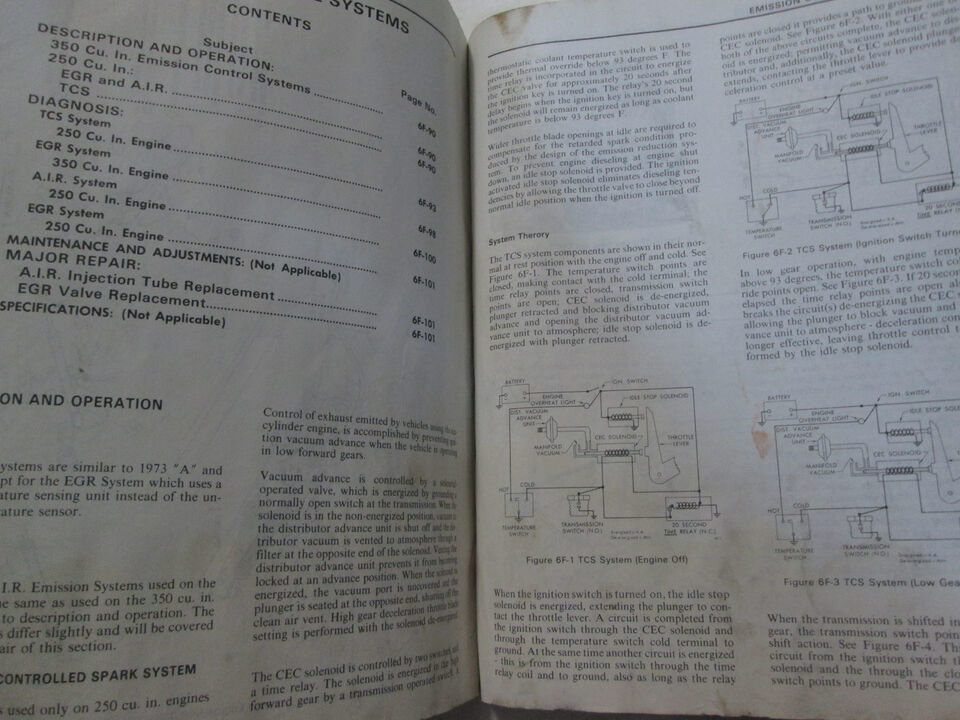 SYSTEMS
CONTENTS
Subject
Page No.
DESCRIPTION AND OPERATION:
350 Cu. In. Emission Control Systems
6F-90
250 Cu. In.:
EGR and A.I.R.
6F-90
TCS
6F-90
DIAGNOSIS:
TCS System
250 Cu. In. Engine
6F-93
EGR System
350 Cu. In. Engine
6F-98
A.I.R. System
250 Cu. In. Engine
6F-100
EGR System
250 Cu. In. Engine
6F-101
MAINTENANCE AND ADJUSTMENTS: (Not Applicable)
MAJOR REPAIR:
A.I.R. Injection Tube Replacement
6F-101
EGR Valve Replacement
6F-101
SPECIFICATIONS: (Not Applicable)
ON AND OPERATION
ystems are similar to 1973 "A" and
pt for the EGR System which uses a
ature sensing unit instead of the un-
rature sensor.
.I.R. Emission Systems used on the
e same as used on the 350 cu. in.
to description and operation. The
s differ slightly and will be covered
air of this section.
CONTROLLED SPARK SYSTEM
s used only on 250 cu. in. engines
Control of exhaust emitted by vehicles using the
cylinder engine, is accomplished by preventing
tion vacuum advance when the vehicle is operating
in low forward gears.
Vacuum advance is controlled by a solenoid
operated valve, which is energized by grounding a
normally open switch at the transmission. When the
solenoid is in the non-energized position, vacuum to
the distributor advance unit is shut off and the
tributor vacuum is vented to atmosphere through a
filter at the opposite end of the solenoid. Venting the
distributor advance unit prevents it from becoming
locked at an advance position. When the solenoid is
energized, the vacuum port is uncovered and the
plunger is seated at the opposite end, shutting off the
clean air vent. High gear deceleration throttle blade
setting is performed with the solenoid de-energized.
The CEC solenoid is controlled by two switches and
a time relay. The solenoid is energized in the high
forward gear by a transmission operated switch. A
EMISSION
thermostatic coolant temperature switch is used to
provide thermal override below 93 degrees F. The
time relay is incorporated in the circuit to energize
the CEC valve for approximately 20 seconds after
the ignition key is turned on. The relay's 20 second
delay begins when the ignition key is turned on, but
the solenoid will remain energized as long as coolant
temperature is below 93 degrees F.
Wider throttle blade openings at idle are required to
compensate for the retarded spark condition pro-
duced by the design of the emission reduction sys-
tem. To prevent engine dieseling at engine shut
down, an idle stop solenoid is provided. The ignition
activated idle stop solenoid eliminates dieseling ten-
dencies by allowing the throttle valve to close beyond
normal idle position when the ignition is turned off.
System Therory
The TCS system components are shown in their nor-
mal at rest position with the engine off and cold. See
Figure 6F-1. The temperature switch points are
closed, making contact with the cold terminal; the
time relay points are closed, transmission switch
points are open; CEC solenoid is de-energized,
plunger retracted and blocking distributor vacuum
advance and opening the distributor vacuum ad-
vance unit to atmosphere; idle stop solenoid is de-
energized with plunger retracted.
BATTERY
IGN. SWITCH
ENGINE
OVERHEAT LIGHT
IDLE STOP SOLENOID
DIST. VACUUM
ADVANCE
UNIT
CEC SOLENOID
THROTTLE
LEVER
MANIFOLD
VACUUM
HOT
COLD
TEMPERATURE
SWITCH
TRANSMISSION
SWITCH (N.O.)
20 SECOND
TIME RELAY (N.C.)
Figure 6F-1 TCS System (Engine Off)
When the ignition switch is turned on, the idle stop
solenoid is energized, extending the plunger to con-
tact the throttle lever. A circuit is completed from
the ignition switch through the CEC solenoid and
through the temperature switch cold terminal to
ground. At the same time another circuit is energized
- this is from the ignition switch through the time
relay coil and to ground, also as long as the relay
points are closed it provides a path to
CEC solenoid. See Figure 6F-2. With either one
both of the above circuits complete, the CEC
oid is energized; permitting vacuum advance to
tributor and, additionally, the CEC solenoid plunger
extends, contacting the throttle lever to provide
celeration control at a preset value.
BATTERY
IGN. SWITCH
ENGINE
OVERHEAT LIGHT
IDLE STOP SOLENOID
DIST. VACUUM
ADVANCE
UNIT
CEC SOLENOID
THROTTLE
LEVER
MANIFOLD
VACUUM
HOT
COLD
TEMPERATURE
SWITCH
TRANSMISSION
SWITCH (N.O.)
20 SECOND
TIME RELAY (N.
Figure 6F-2 TCS System (Ignition Switch Turn
In low gear operation, with engine temp
above 93 degrees, the temperature switch co
ride points open. See Figure 6F-3. If 20 secon
elapsed the time relay points are open al
breaks the circuit(s) de-energizing the CEC
allowing the plunger to block vacuum and
vance unit to atmosphere - deceleration con
longer effective, leaving throttle control t
formed by the idle stop solenoid.
BATTERY
IGN. SWITCH
ENGINE
OVERHEAT LIGHT
IDLE STOP SOLE
DIST. VACUUM
ADVANCE
UNIT
CEC SOLENOID
MANIFOLD
VACUUM
HOT
COLD
TEMPERATURE
SWITCH
TRANSMISSION
SWITCH (N.O.)
Figure 6F-3 TCS System (Low Gea
When the transmission is shifted in
gear, the transmission switch poin
shift action. See Figure 6F-4. Th
circuit from the ignition switch th
solenoid and the through the clo
switch points to ground. The CEC